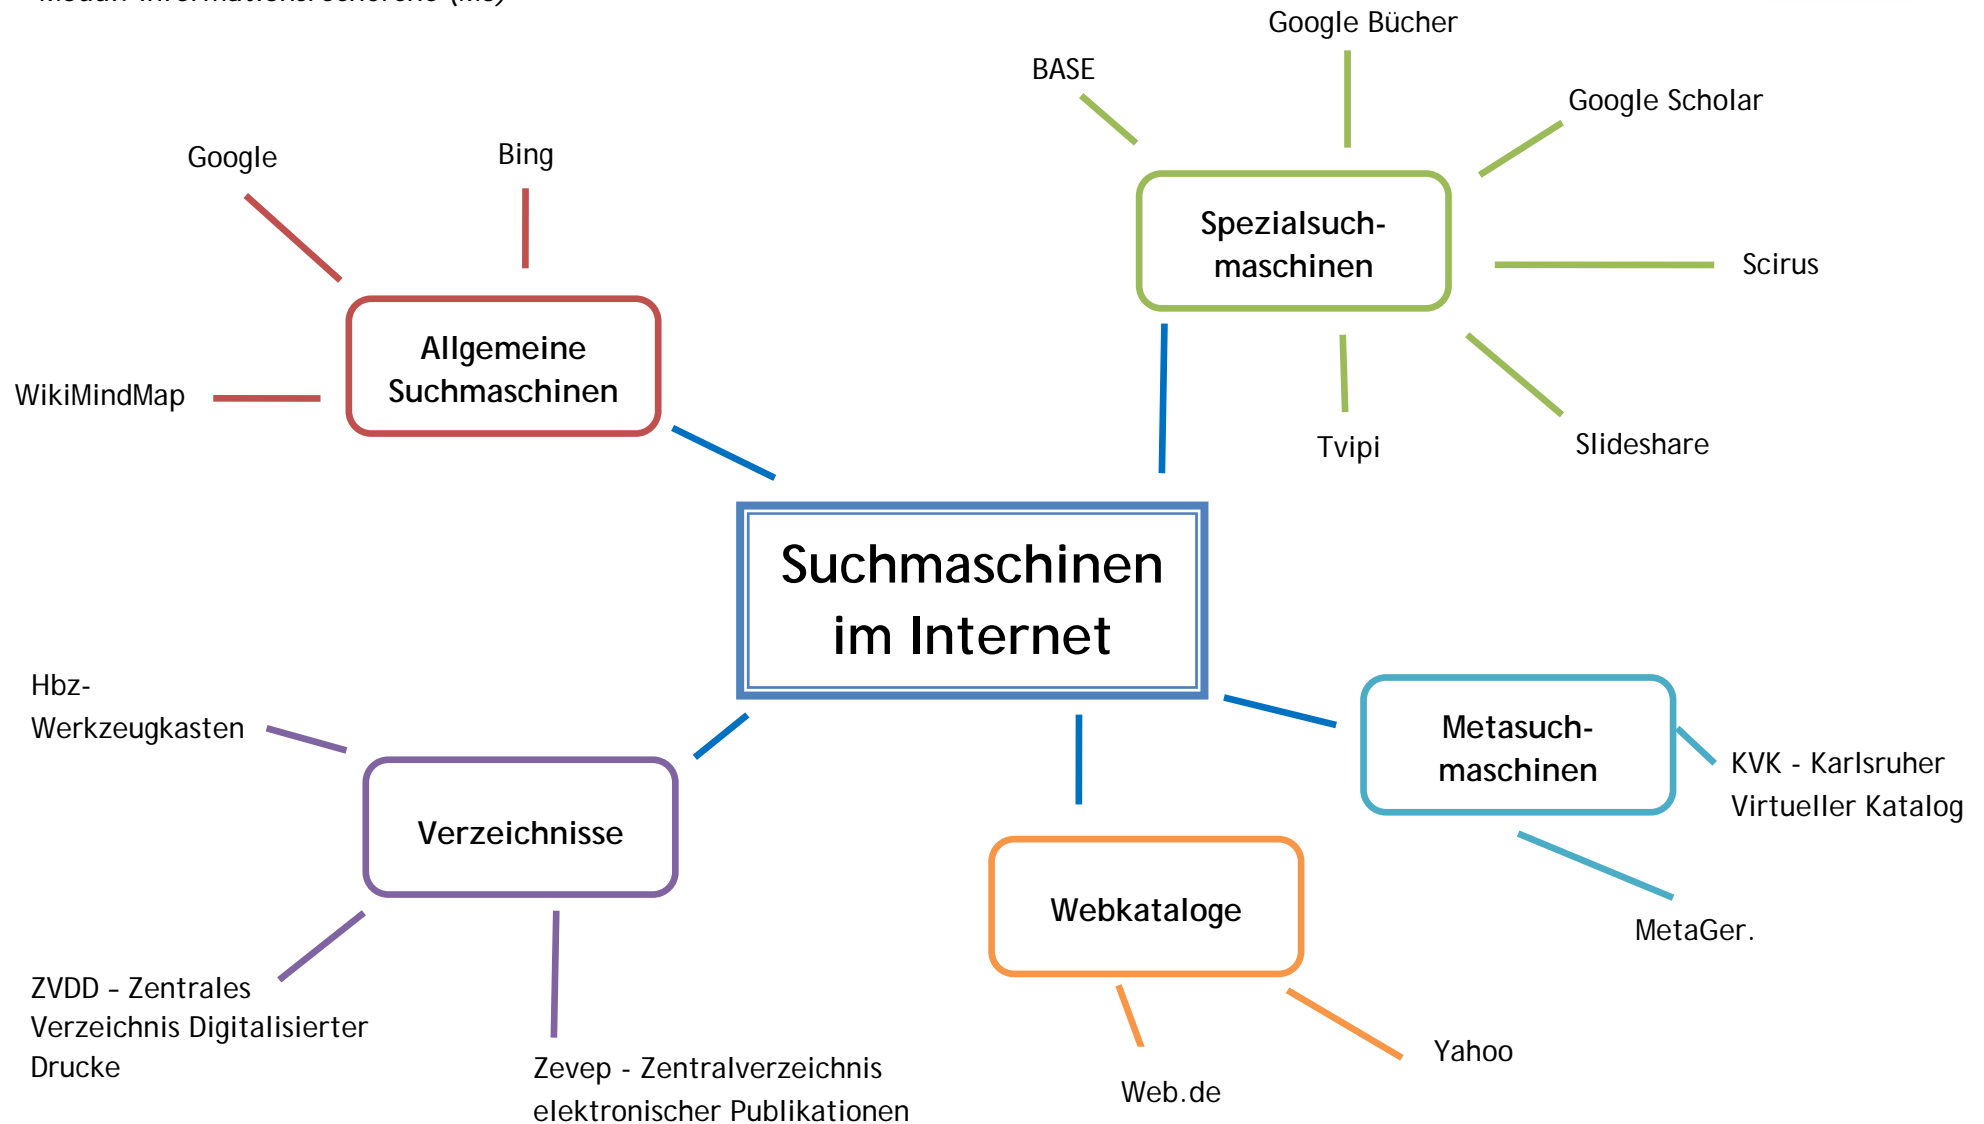 Google Bücher
BASE
Google Scholar
Google
Bing
Spezialsuch-
maschinen
Scirus
Allgemeine
Suchmaschinen
WikiMindMap
Tvipi
Slideshare
Suchmaschinen
im Internet
Hbz-
Werkzeugkasten
Metasuch-
maschinen
KVK - Karlsruher
Virtueller Katalog
Verzeichnisse
Webkataloge
MetaGer.
ZVDD – Zentrales
Verzeichnis Digitalisierter
Drucke
Zevep - Zentralverzeichnis
elektronischer Publikationen
Yahoo
Web.de